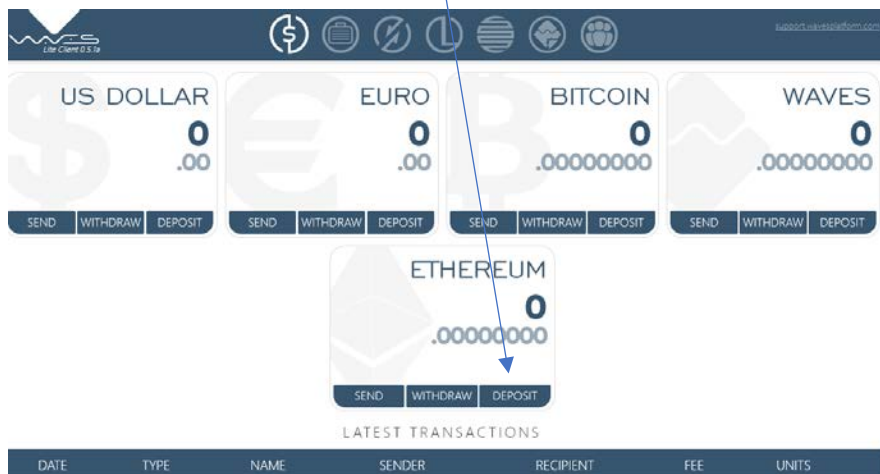 WAVES
Lite Client 0.5.1a
support.wavesplatform.com
US DOLLAR
0
.00
SEND WITHDRAW DEPOSIT
EURO
0
.00
SEND WITHDRAW DEPOSIT
BITCOIN
0
.00000000
SEND WITHDRAW DEPOSIT
WAVES
0
.00000000
SEND WITHDRAW DEPOSIT
ETHEREUM
0
.00000000
SEND WITHDRAW DEPOSIT
LATEST TRANSACTIONS
DATE TYPE NAME SENDER RECIPIENT FEE UNITS